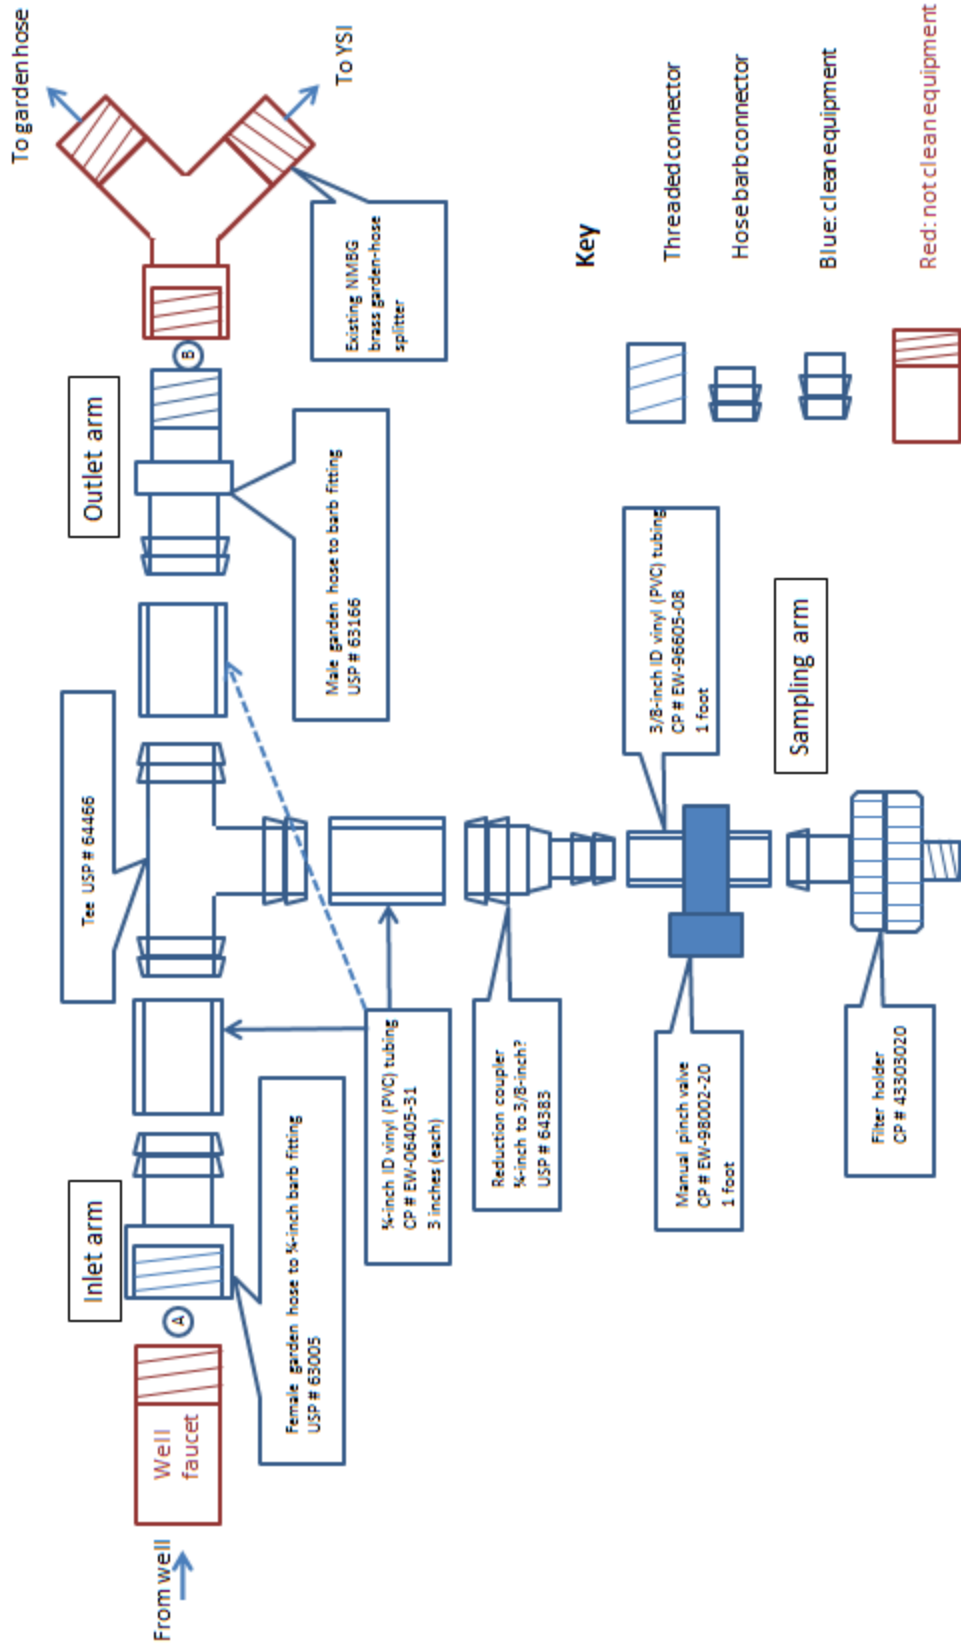 From well
Well
faucet
A
Inlet arm
Female garden hose to ¾-inch barb fitting
USP # 63005
Tee USP # 64466
¾-inch ID vinyl (PVC) tubing
CP # EW-06405-31
3 inches (each)
Outlet arm
Male garden hose to barb fitting
USP # 63166
B
To garden hose
To YSI
Existing NMBG
brass garden-hose
splitter
Reduction coupler
¾-inch to 3/8-inch?
USP # 64383
3/8-inch ID vinyl (PVC) tubing
CP # EW-96605-08
1 foot
Manual pinch valve
CP # EW-98002-20
1 foot
Sampling arm
Filter holder
CP # 43303020
Key
Threaded connector
Hose barb connector
Blue: clean equipment
Red: not clean equipment